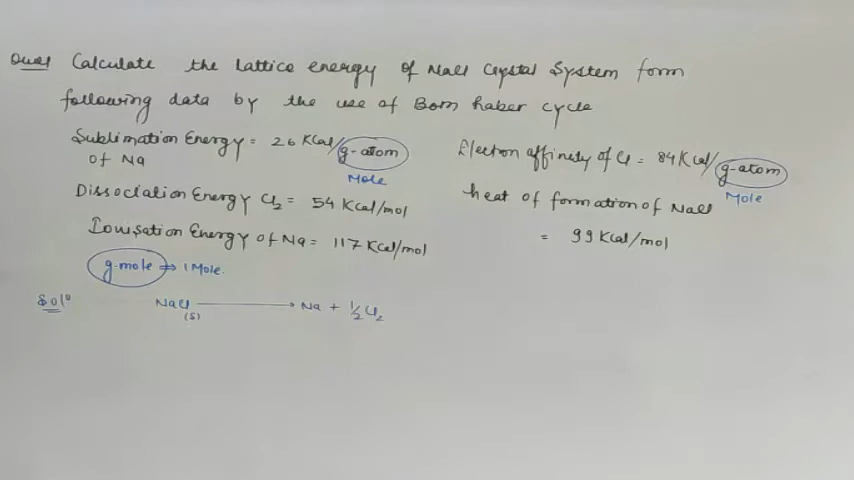 Ques Calculate the Lattice energy of NaCl Crystal System form
following data by the use of Born haber cycle
Sublimation Energy = 26 KCal/g-atom
of Na
Mole
Dissociation Energy Cl₂ = 54 KCal/mol
Ionisation Energy of Na = 117 KCal/mol
g-mole ⇒ 1 Mole.
Electron affinity of Cl = 84 KCal/g-atom
Mole
heat of formation of NaCl
= 99 KCal/mol
Solⁿ NaCl(s) ⟶ Na + ½Cl₂